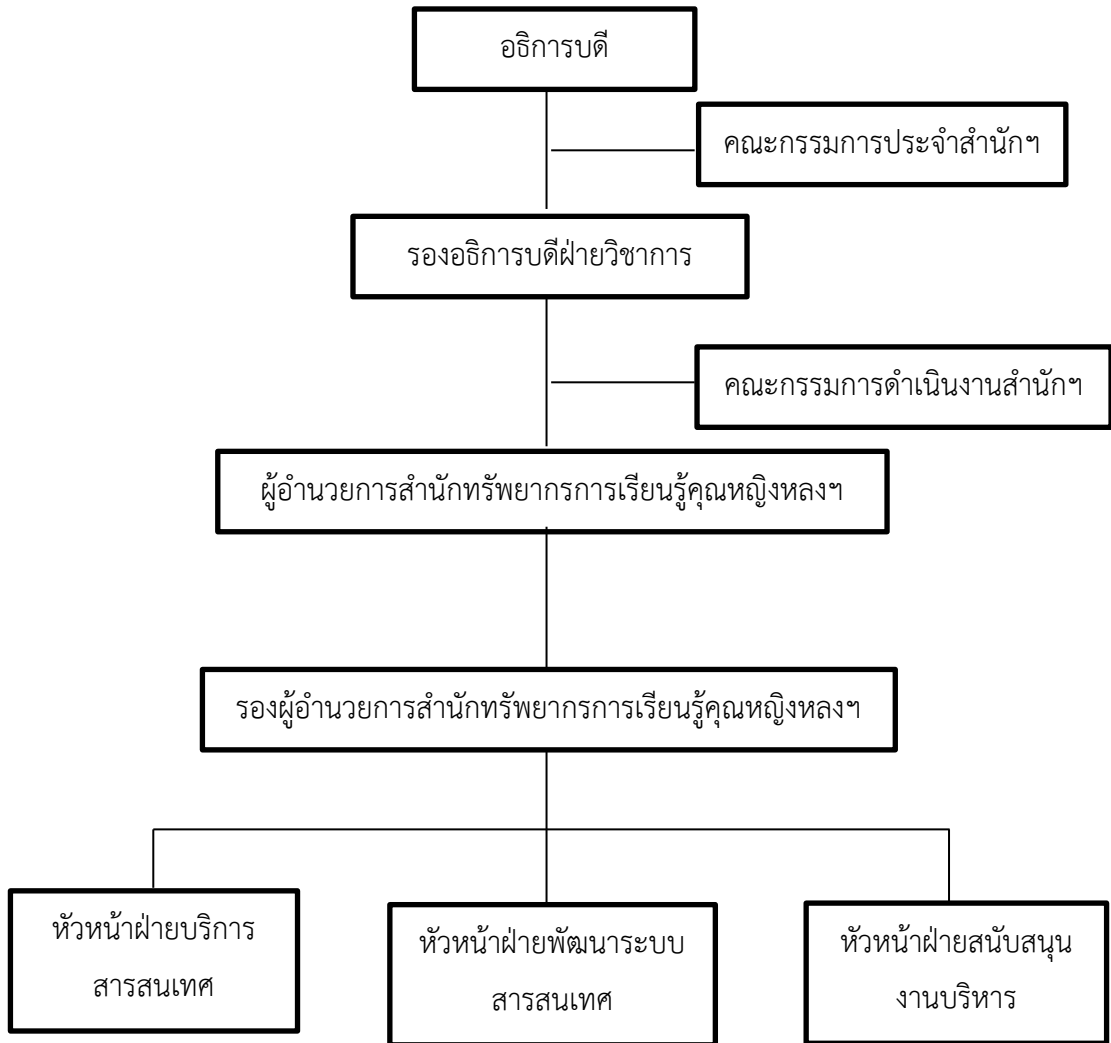 อธิการบดี
คณะกรรมการประจำสำนักฯ
รองอธิการบดีฝ่ายวิชาการ
คณะกรรมการดำเนินงานสำนักฯ
ผู้อำนวยการสำนักทรัพยากรการเรียนรู้คุณหญิงหลงฯ
รองผู้อำนวยการสำนักทรัพยากรการเรียนรู้คุณหญิงหลงฯ
หัวหน้าฝ่ายบริการ
สารสนเทศ
หัวหน้าฝ่ายพัฒนาระบบ
สารสนเทศ
หัวหน้าฝ่ายสนับสนุน
งานบริหาร